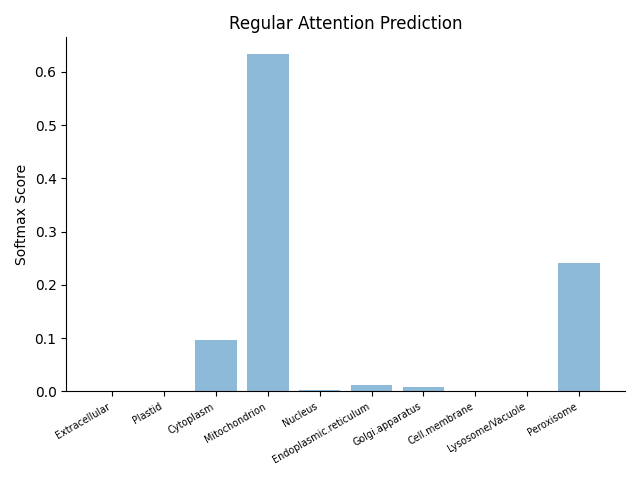 Regular Attention Prediction
Softmax Score
0.6
0.5
0.4
0.3
0.2
0.1
0.0
Extracellular
Plastid
Cytoplasm
Mitochondrion
Nucleus
Endoplasmic.reticulum
Golgi.apparatus
Cell.membrane
Lysosome/Vacuole
Peroxisome